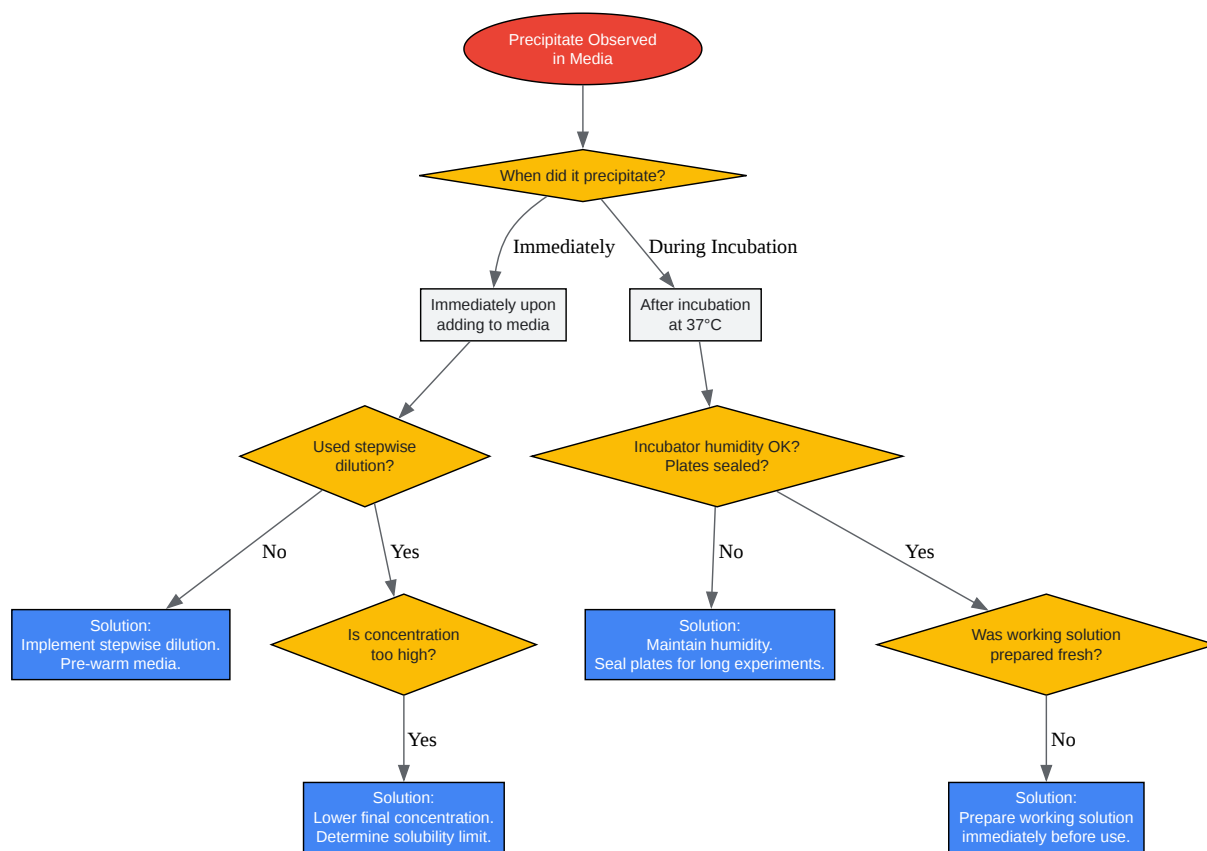 Precipitate Observed
in Media
When did it precipitate?
Immediately
During Incubation
Immediately upon
adding to media
After incubation
at 37°C
Used stepwise
dilution?
Incubator humidity OK?
Plates sealed?
No
Yes
No
Yes
Solution:
Implement stepwise dilution.
Pre-warm media.
Is concentration
too high?
Solution:
Maintain humidity.
Seal plates for long experiments.
Was working solution
prepared fresh?
Yes
No
Solution:
Lower final concentration.
Determine solubility limit.
Solution:
Prepare working solution
immediately before use.